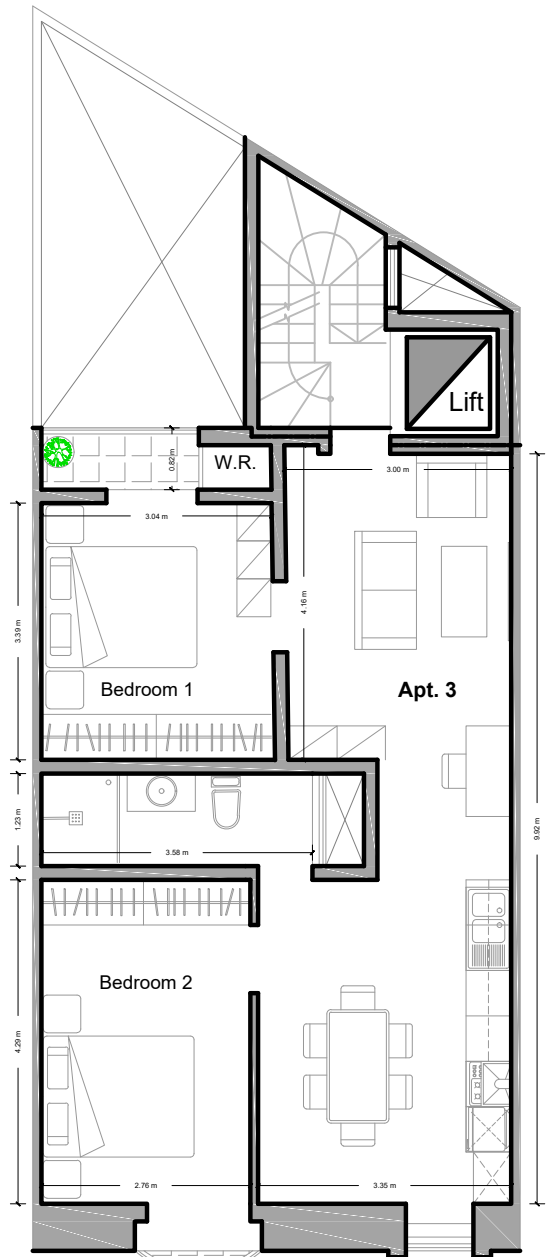 Lift
0.82 m
W.R.
3.00 m
3.04 m
4.16 m
3.39 m
Bedroom 1
Apt. 3
1.23 m
3.58 m
9.92 m
Bedroom 2
4.29 m
2.76 m
3.35 m